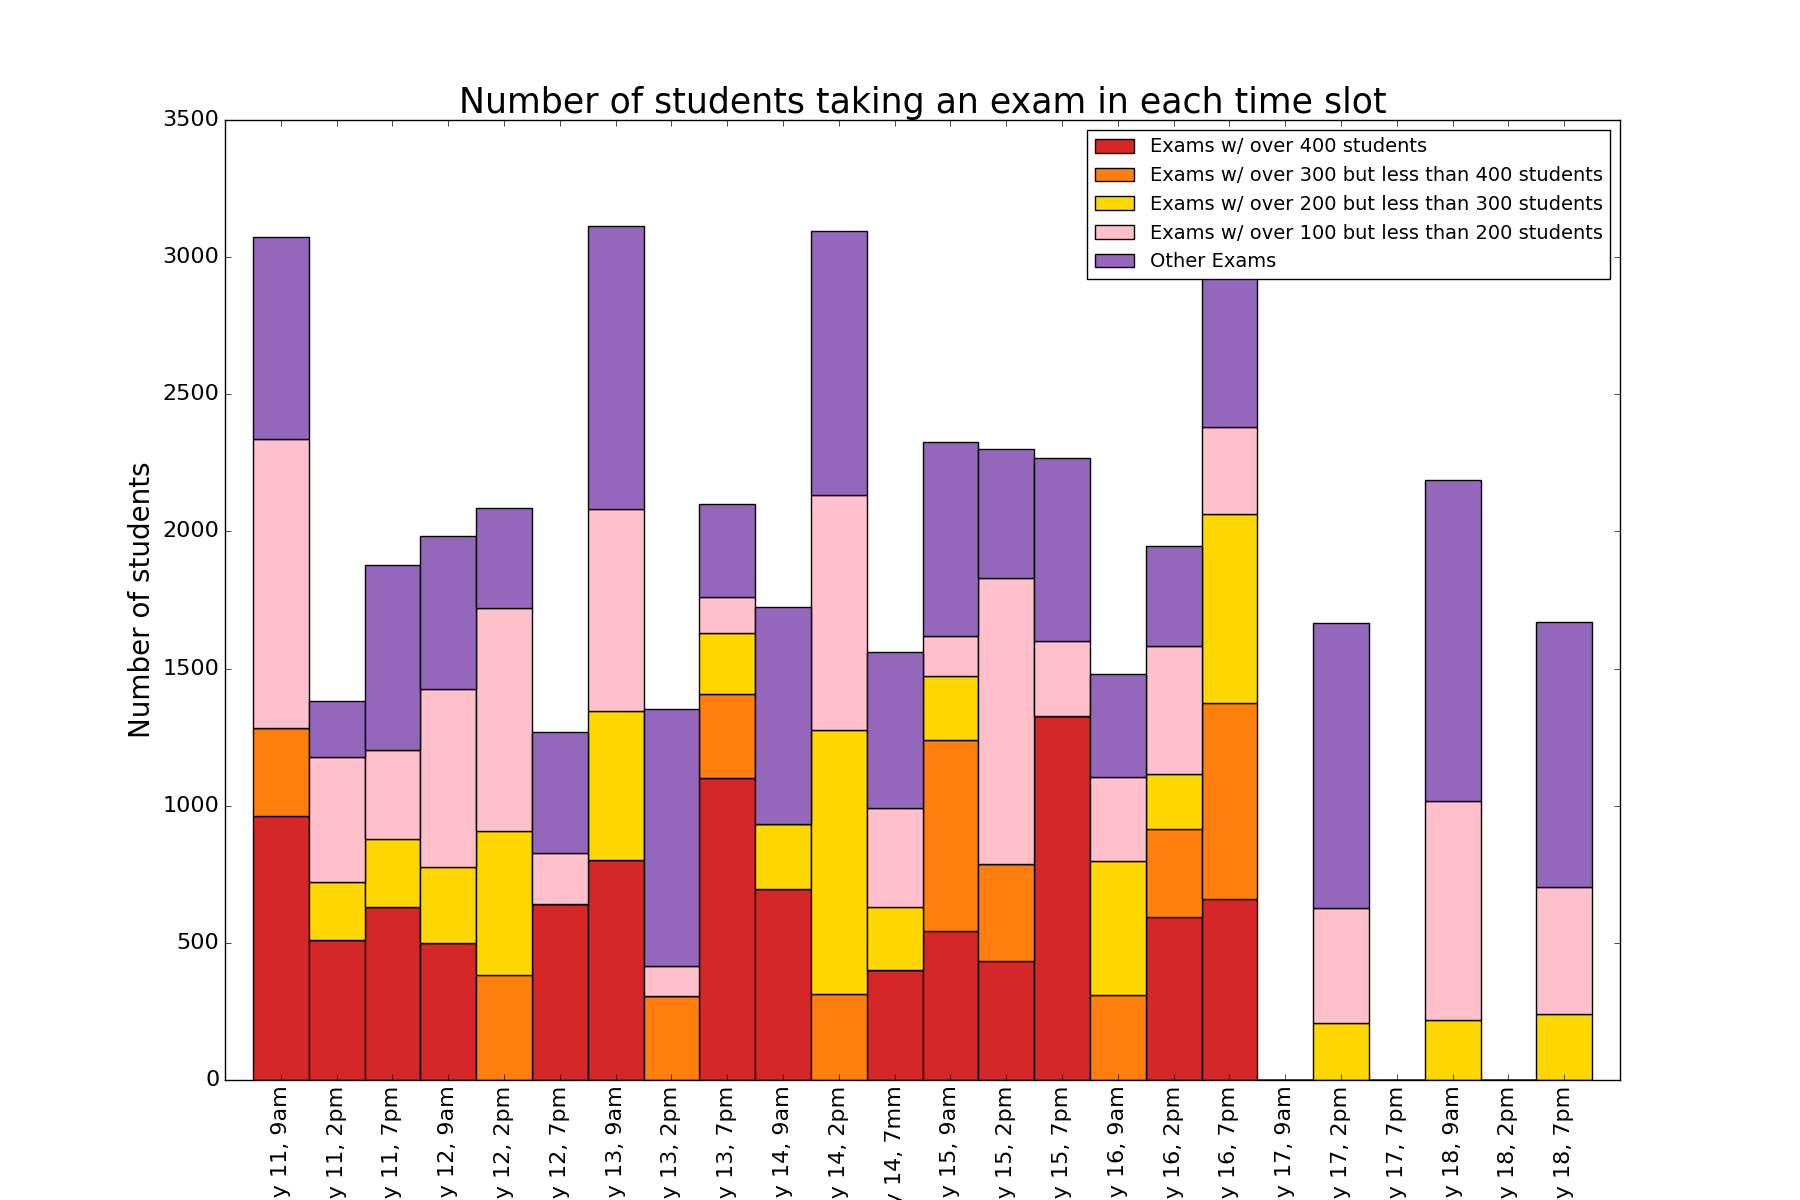 Number of students taking an exam in each time slot
3500
3000
2500
2000
1500
1000
500
0
Number of students
Exams w/ over 400 students
Exams w/ over 300 but less than 400 students
Exams w/ over 200 but less than 300 students
Exams w/ over 100 but less than 200 students
Other Exams
y 11, 9am
y 11, 2pm
y 11, 7pm
y 12, 9am
y 12, 2pm
y 12, 7pm
y 13, 9am
y 13, 2pm
y 13, 7pm
y 14, 9am
y 14, 2pm
y 14, 7mm
y 15, 9am
y 15, 2pm
y 15, 7pm
y 16, 9am
y 16, 2pm
y 16, 7pm
y 17, 9am
y 17, 2pm
y 17, 7pm
y 18, 9am
y 18, 2pm
y 18, 7pm